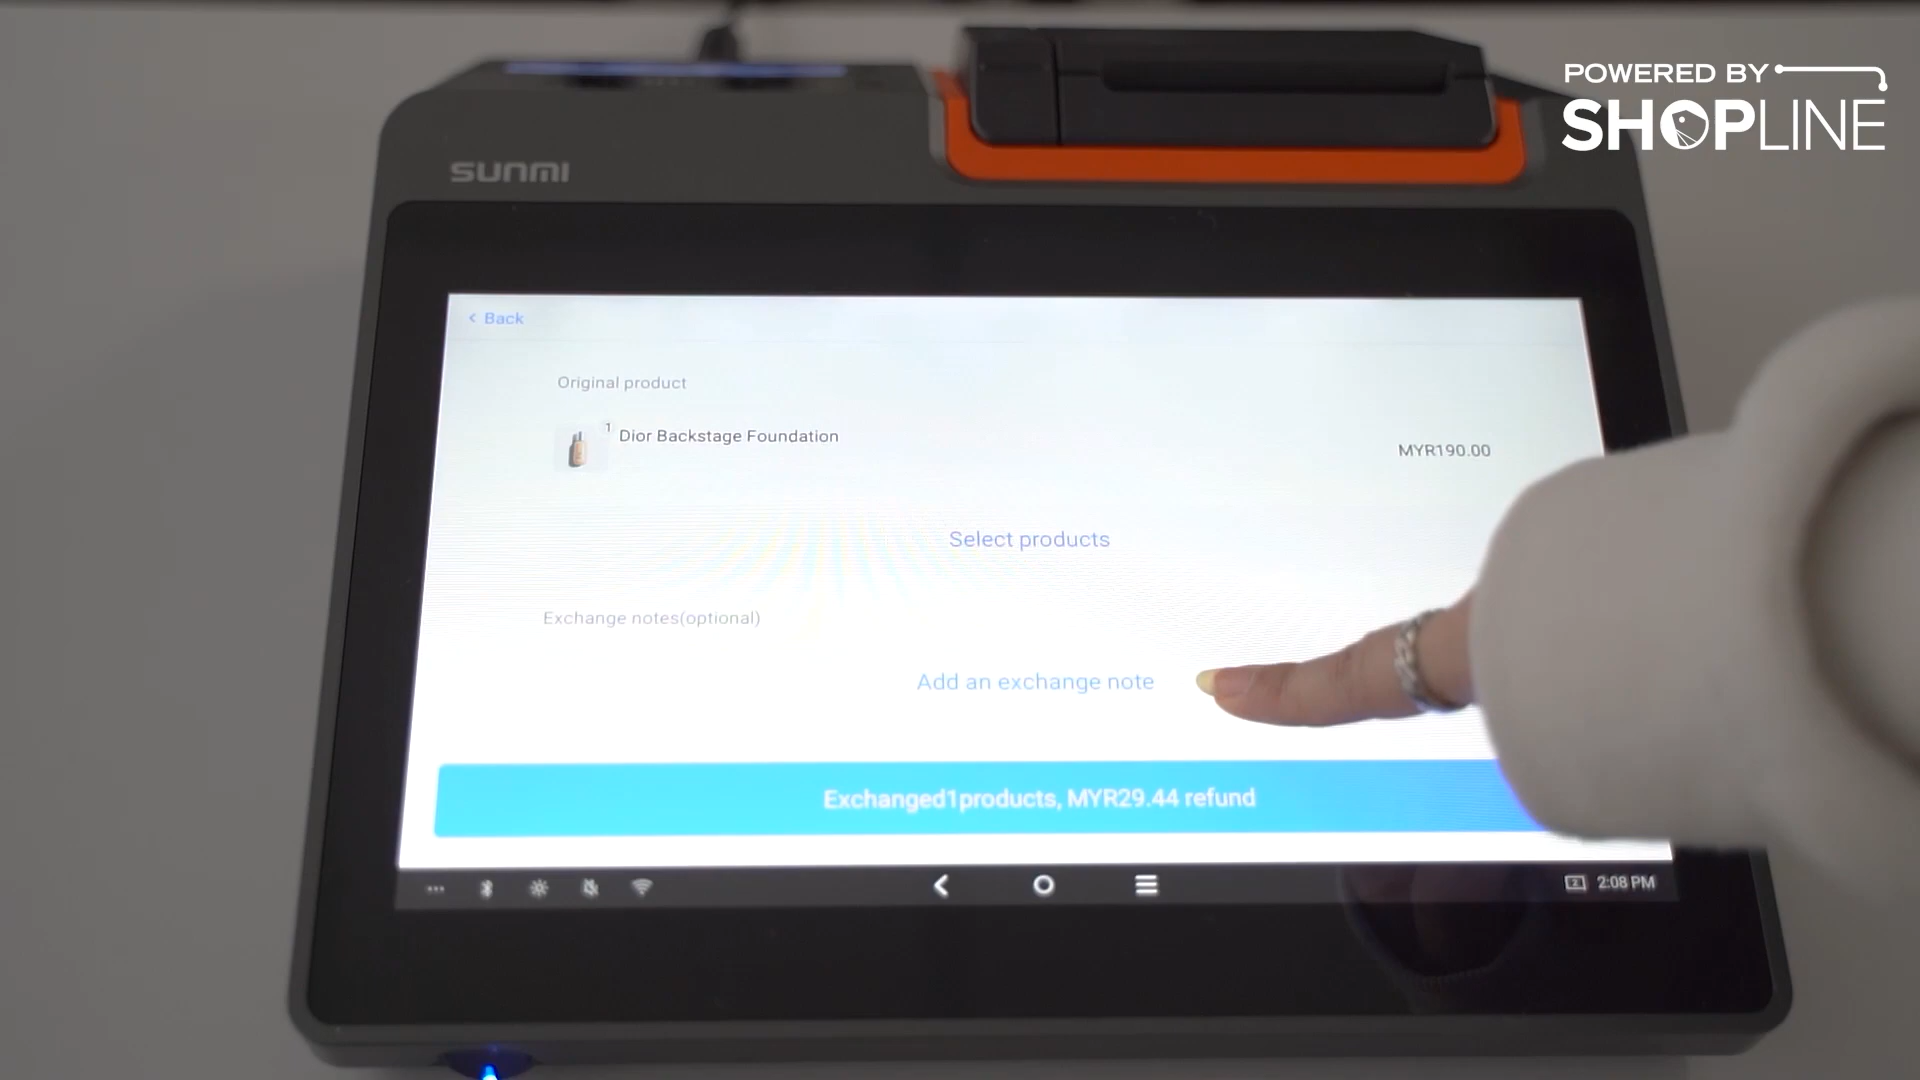 POWERED BY
SHOPLINE
SUNMI
< Back
Original product
1
Dior Backstage Foundation
MYR190.00
Select products
Exchange notes(optional)
Add an exchange note
Exchanged1products, MYR29.44 refund
2
2:08 PM